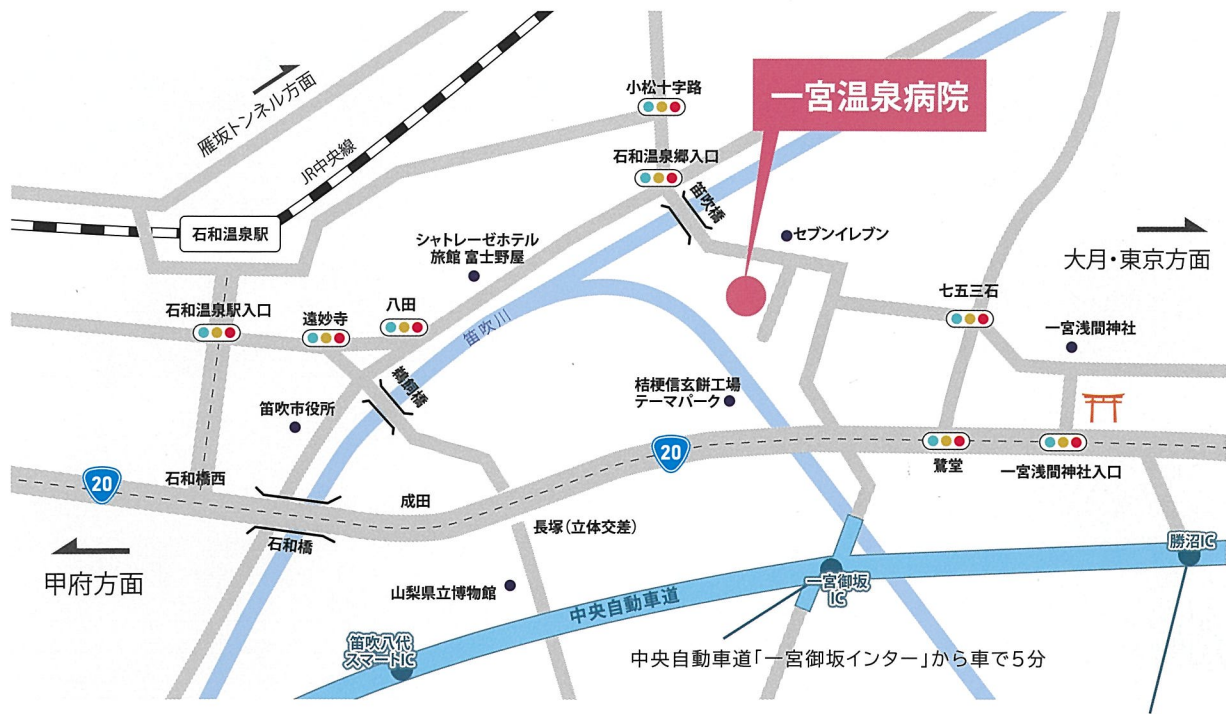 小松十字路
一宮温泉病院
雁坂トンネル方面
JR中央線
石和温泉郷入口
笛吹橋
石和温泉駅
シャトレーゼホテル
旅館 富士野屋
セブンイレブン
大月・東京方面
七五三石
石和温泉駅入口
遠妙寺
八田
笛吹川
一宮浅間神社
鵜飼橋
桔梗信玄餅工場
テーマパーク
笛吹市役所
20
20
石和橋西
成田
鷺堂
一宮浅間神社入口
長塚(立体交差)
石和橋
勝沼IC
甲府方面
山梨県立博物館
中央自動車道
一宮御坂
IC
笛吹八代
スマートIC
中央自動車道「一宮御坂インター」から車で5分